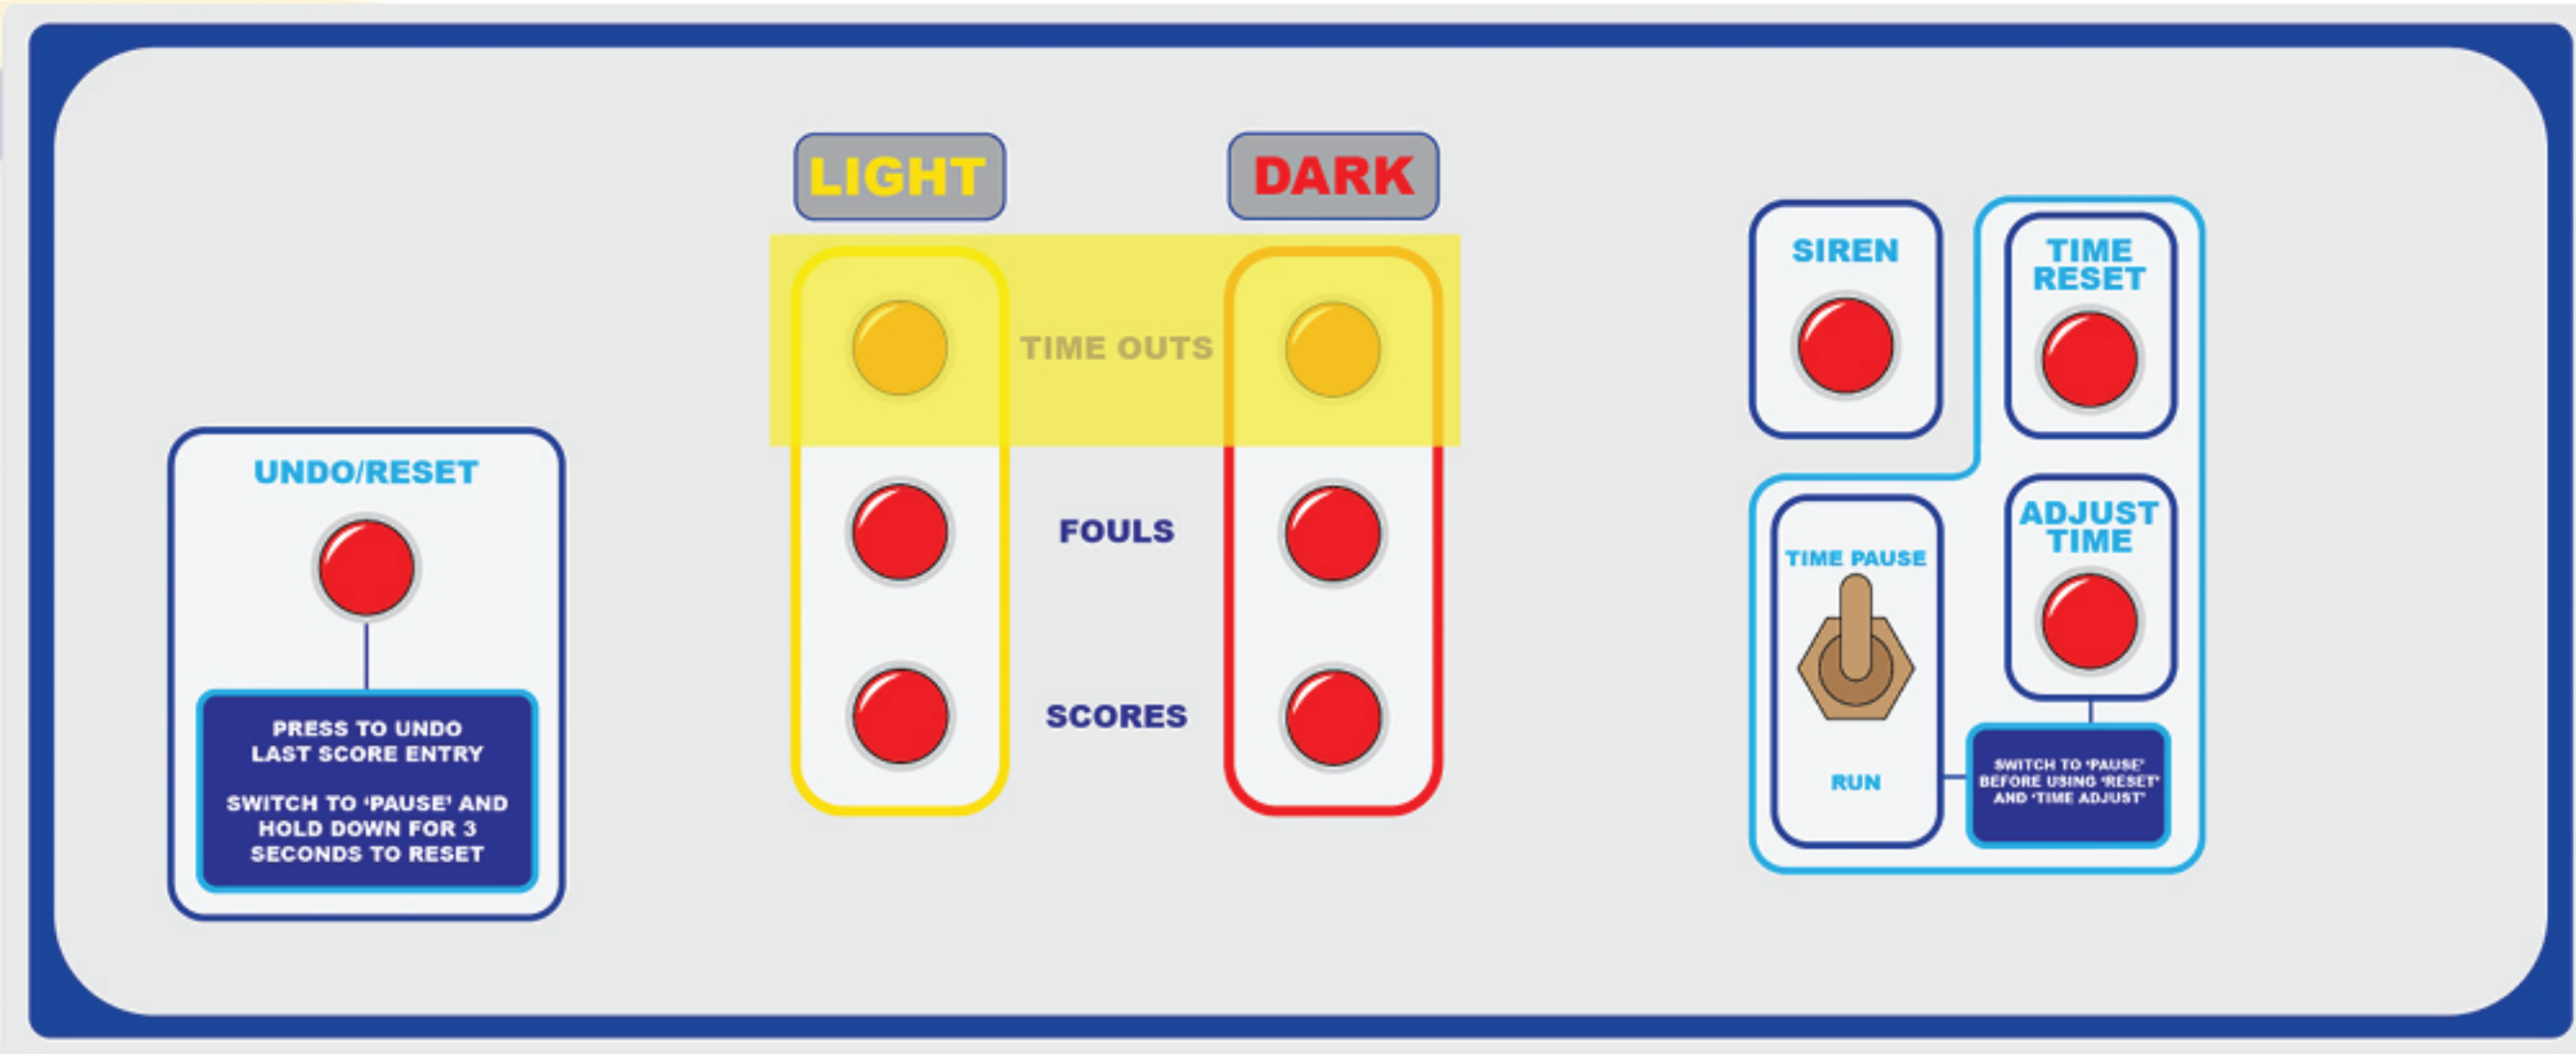 LIGHT
DARK
TIME OUTS
FOULS
SCORES
UNDO/RESET
PRESS TO UNDO
LAST SCORE ENTRY
SWITCH TO ‘PAUSE’ AND
HOLD DOWN FOR 3
SECONDS TO RESET
SIREN
TIME
RESET
TIME PAUSE
RUN
ADJUST
TIME
SWITCH TO ‘PAUSE’
BEFORE USING ‘RESET’
AND ‘TIME ADJUST’